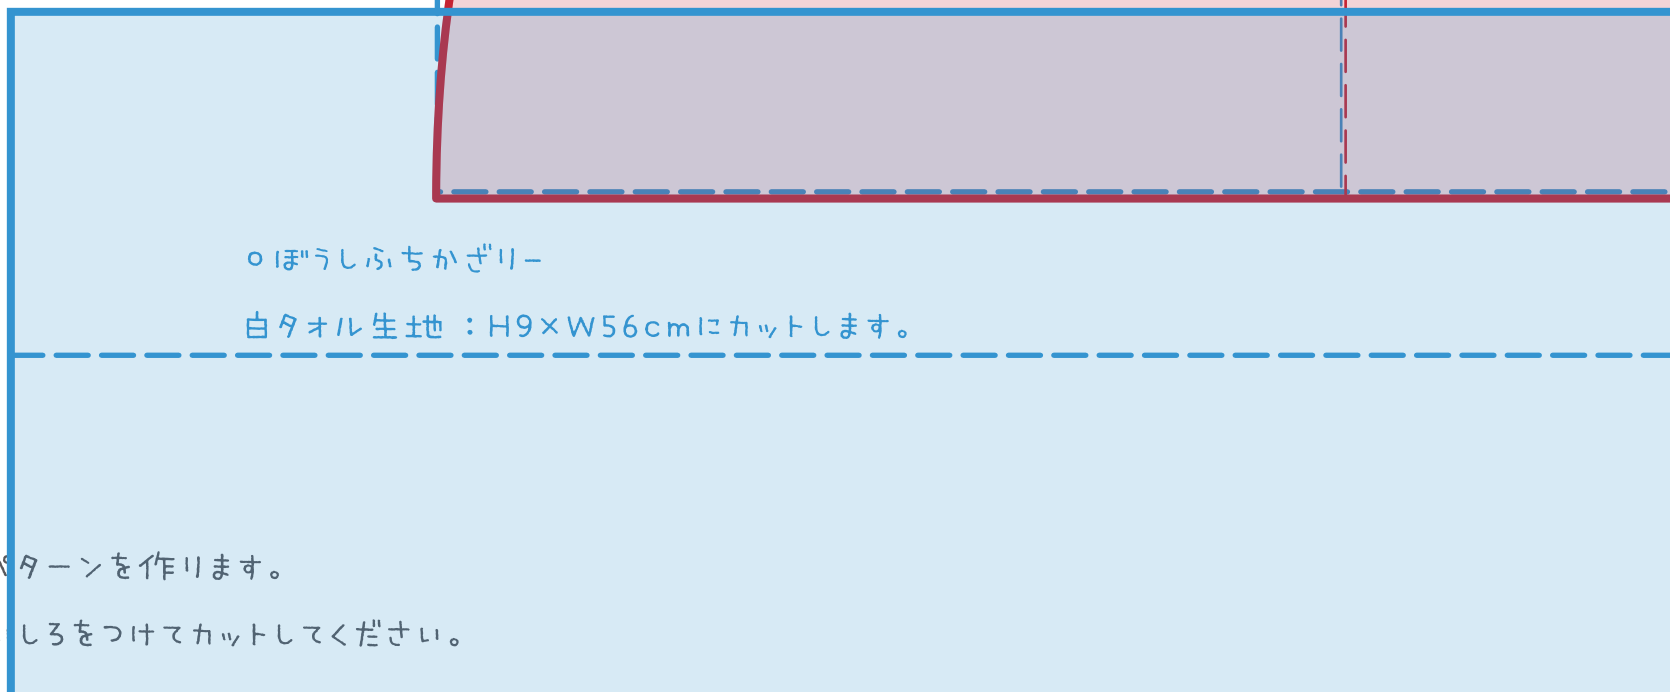 ○ぼうしふちかざりー
白タオル生地：H9×W56cmにカットします。
パターンを作ります。
しろをつけてカットしてください。